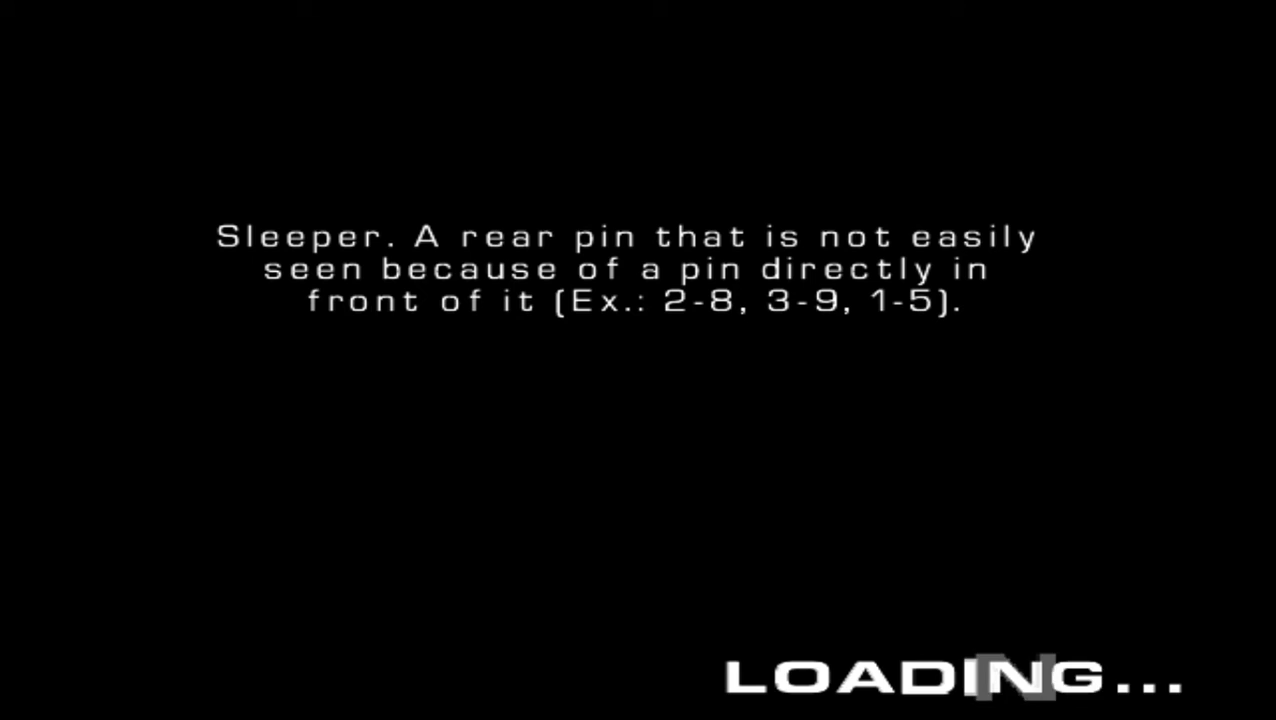 Sleeper. A rear pin that is not easily
seen because of a pin directly in
front of it (Ex.: 2-8, 3-9, 1-5).
LOADING...